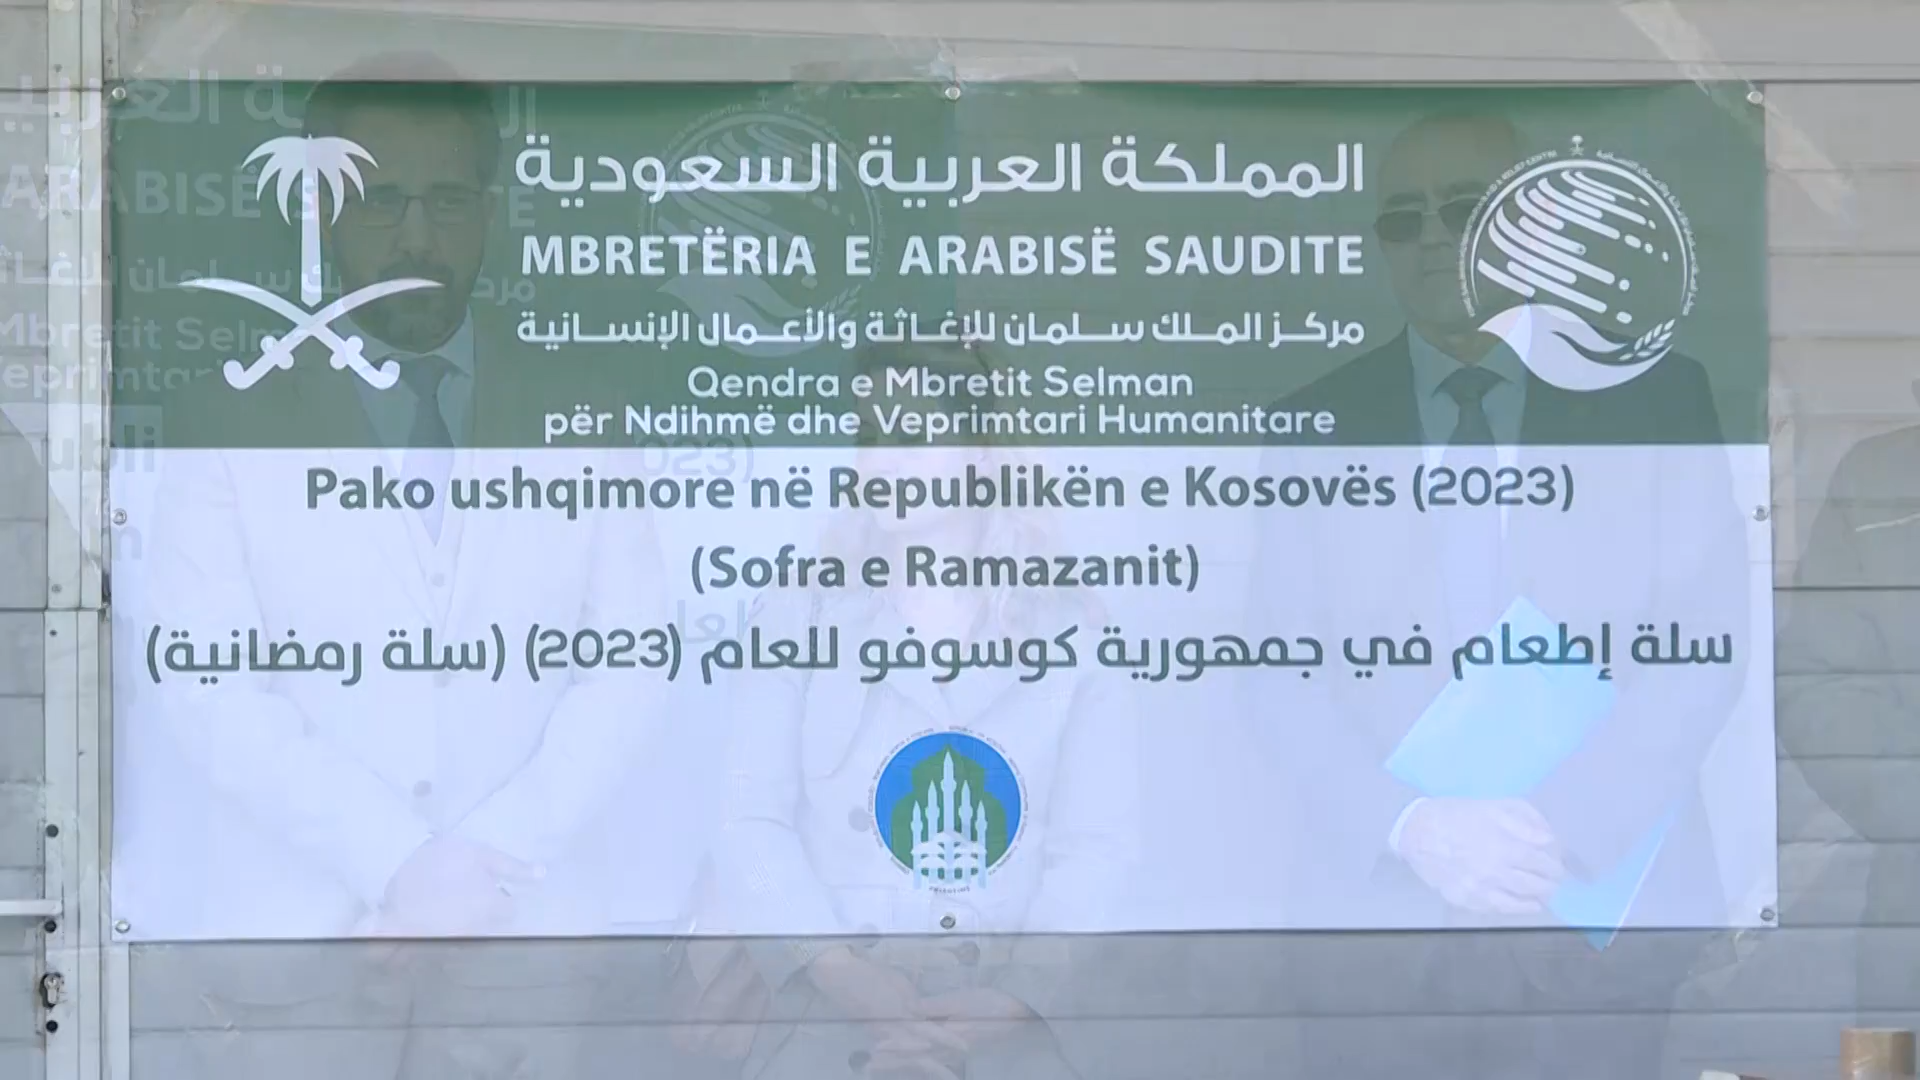 المملكة العربية السعودية
MBRETËRIA E ARABISË SAUDITE
مركز الملك سلمان للإغاثة والأعمال الإنسانية
Qendra e Mbretit Selman
për Ndihmë dhe Veprimtari Humanitare
Pako ushqimore në Republikën e Kosovës (2023)
(Sofra e Ramazanit)
سلة إطعام في جمهورية كوسوفو للعام (2023) (سلة رمضانية)